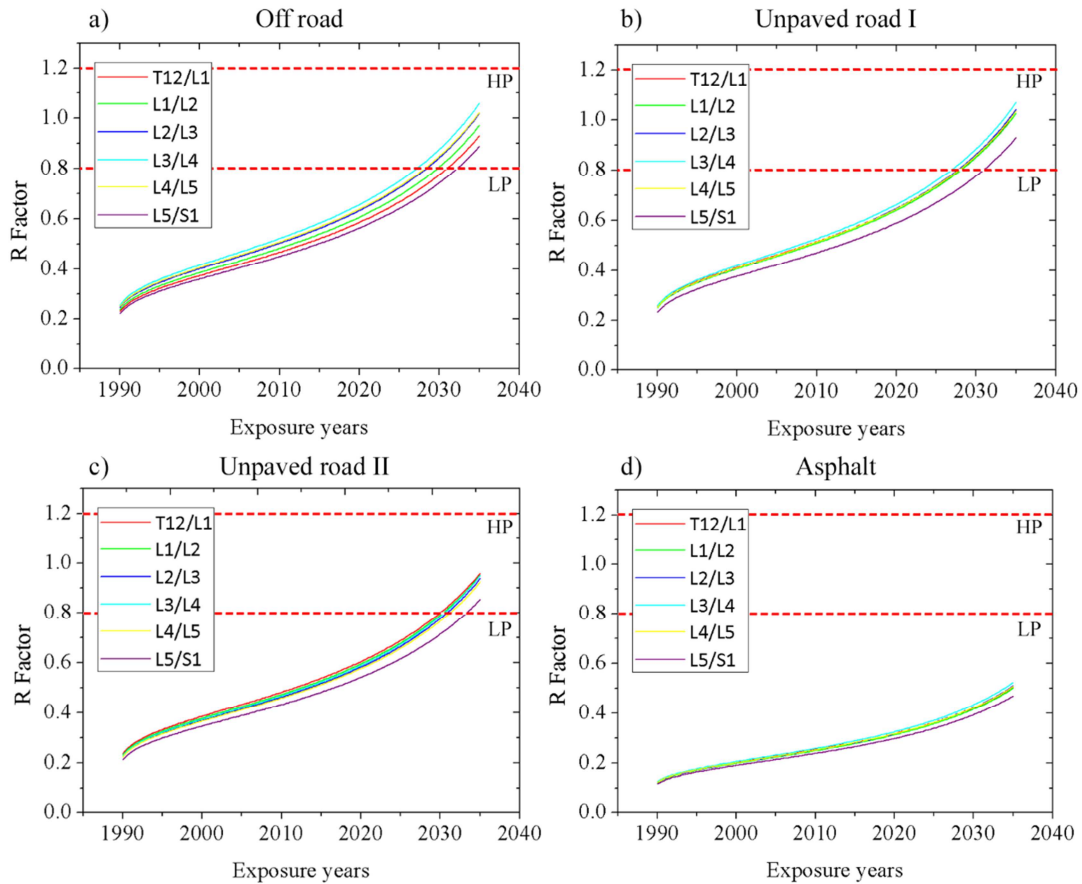 a) Off road
1.2
1.0
0.8
0.6
0.4
0.2
0.0
R Factor
T12/L1
L1/L2
L2/L3
L3/L4
L4/L5
L5/S1
HP
LP
1990 2000 2010 2020 2030 2040
Exposure years
b) Unpaved road I
1.2
1.0
0.8
0.6
0.4
0.2
0.0
R Factor
T12/L1
L1/L2
L2/L3
L3/L4
L4/L5
L5/S1
HP
LP
1990 2000 2010 2020 2030 2040
Exposure years
c) Unpaved road II
1.2
1.0
0.8
0.6
0.4
0.2
0.0
R Factor
T12/L1
L1/L2
L2/L3
L3/L4
L4/L5
L5/S1
HP
LP
1990 2000 2010 2020 2030 2040
Exposure years
d) Asphalt
1.2
1.0
0.8
0.6
0.4
0.2
0.0
R Factor
T12/L1
L1/L2
L2/L3
L3/L4
L4/L5
L5/S1
HP
LP
1990 2000 2010 2020 2030 2040
Exposure years